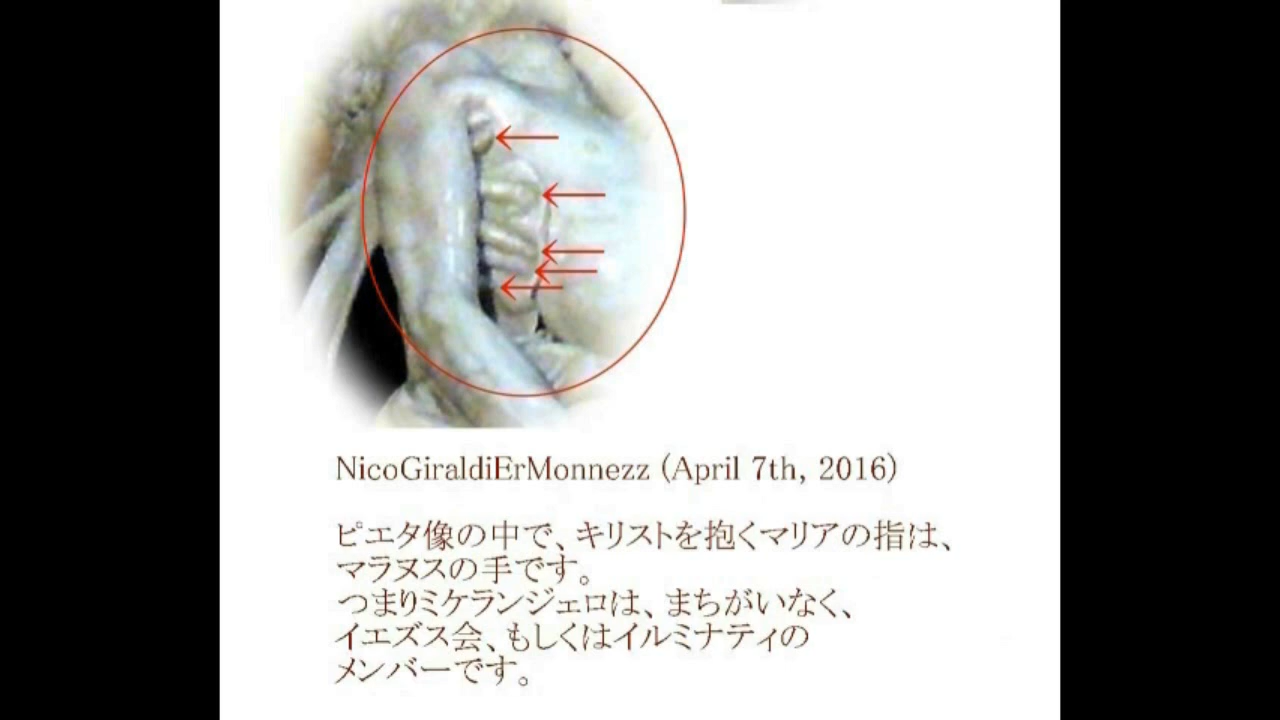 NicoGiraldiErMonnezz (April 7th, 2016)
ピエタ像の中で、キリストを抱くマリアの指は、
マラヌスの手です。
つまりミケランジェロは、まちがいなく、
イエズス会、もしくはイルミナティの
メンバーです。